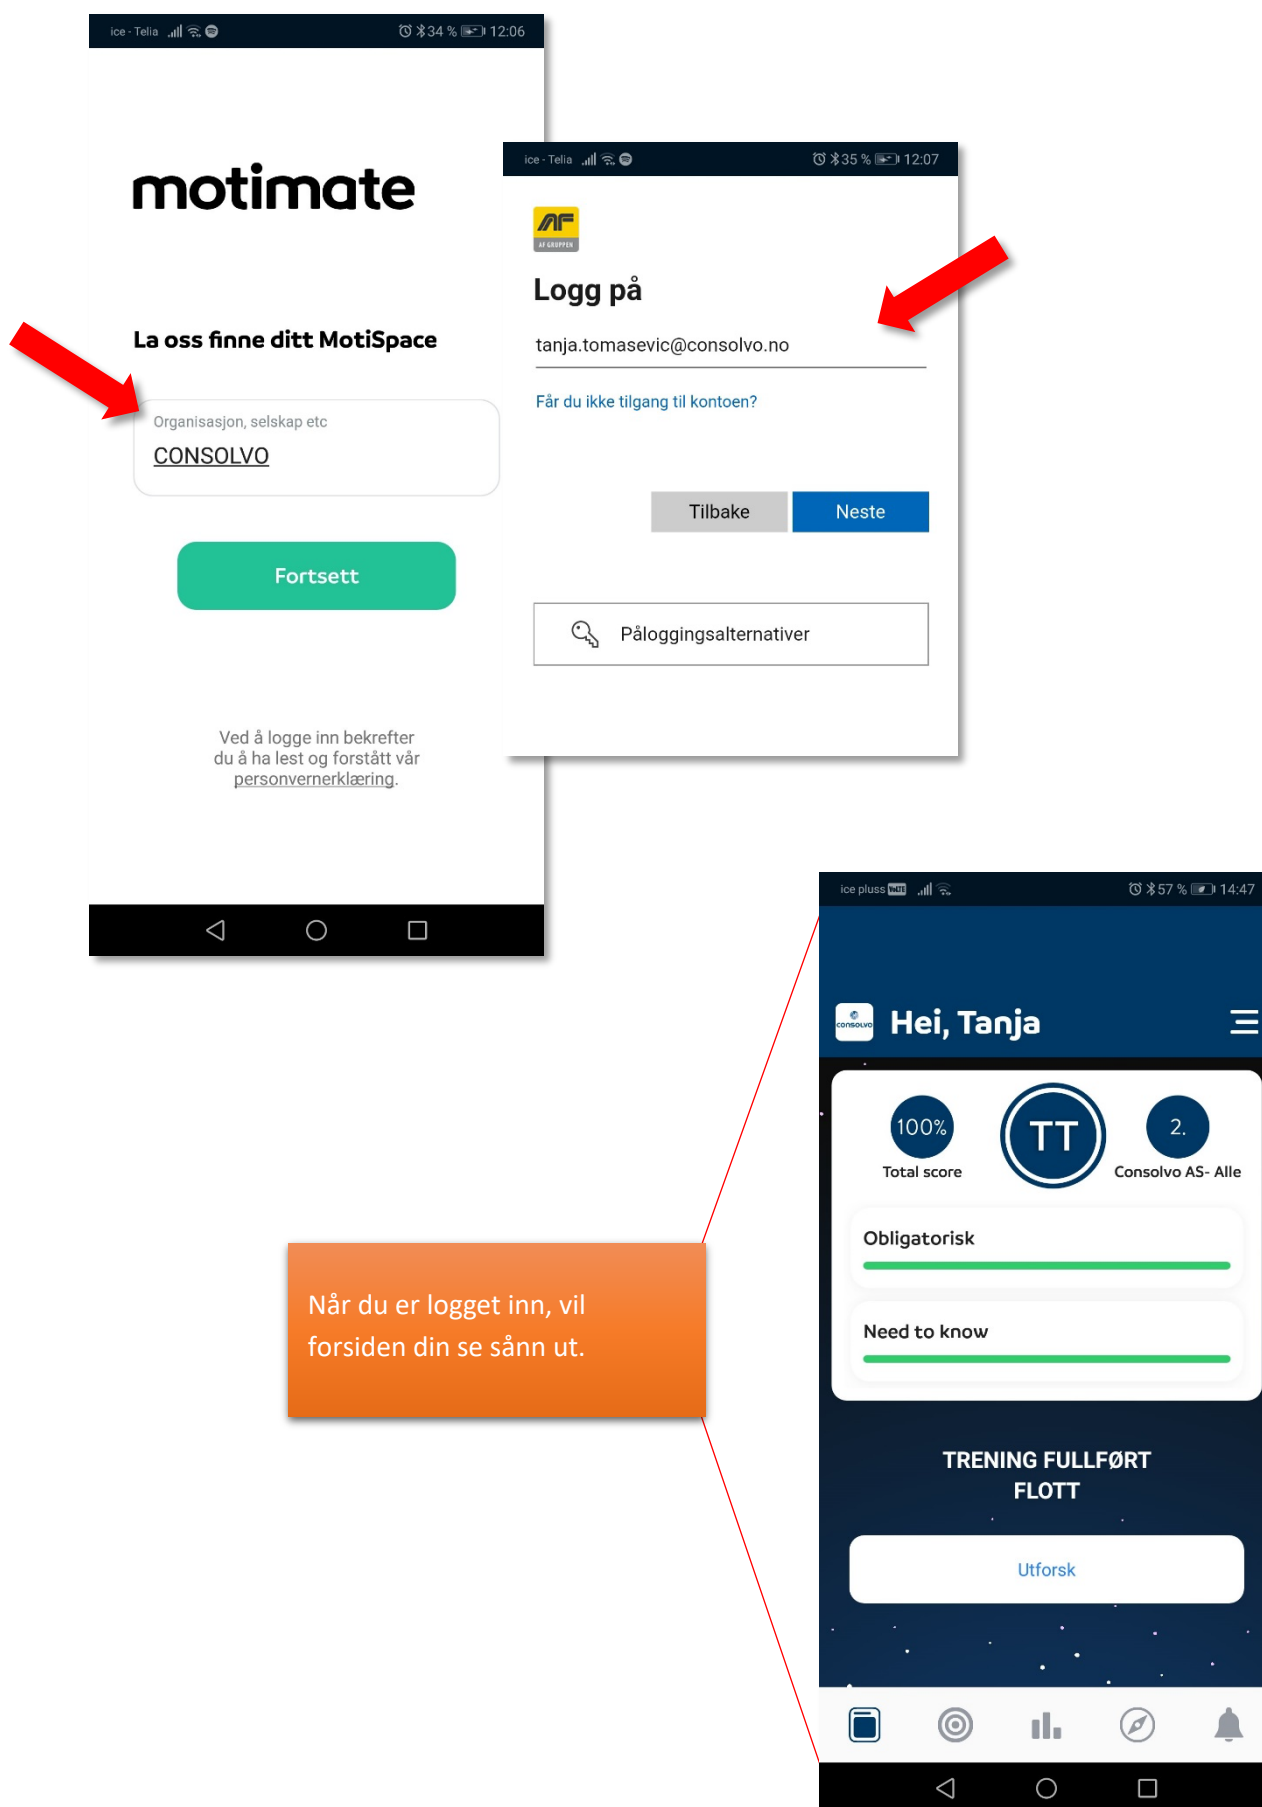 ice - Telia
34 %
12:06
motimate
La oss finne ditt MotiSpace
Organisasjon, selskap etc
CONSOLVO
Fortsett
Ved å logge inn bekrefter
du å ha lest og forstått vår
personvernerklæring.
ice - Telia
35 %
12:07
AF
AF GRUPPEN
Logg på
tanja.tomasevic@consolvo.no
Får du ikke tilgang til kontoen?
Tilbake
Neste
Påloggingsalternativer
Når du er logget inn, vil
forsiden din se sånn ut.
ice pluss VoLTE
57 %
14:47
CONSOLVO
Hei, Tanja
100%
Total score
TT
2.
Consolvo AS- Alle
Obligatorisk
Need to know
TRENING FULLFØRT
FLOTT
Utforsk